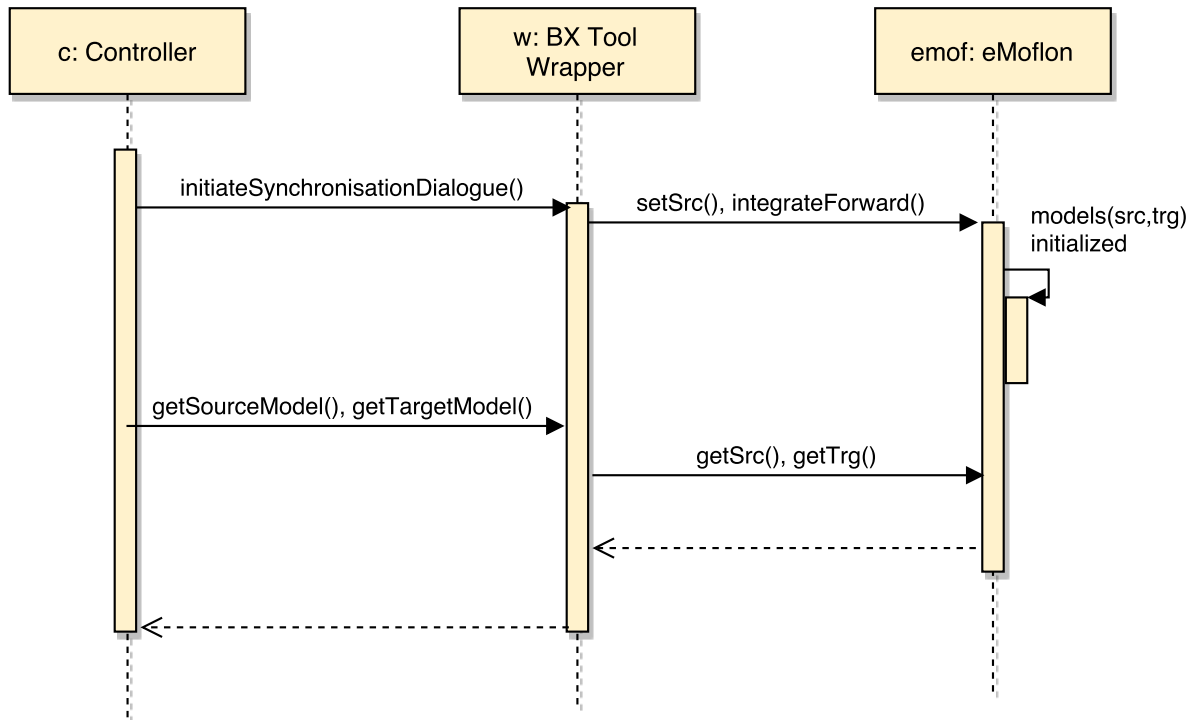 c: Controller
w: BX Tool
Wrapper
emof: eMoflon
initiateSynchronisationDialogue()
setSrc(), integrateForward()
models(src,trg)
initialized
getSourceModel(), getTargetModel()
getSrc(), getTrg()